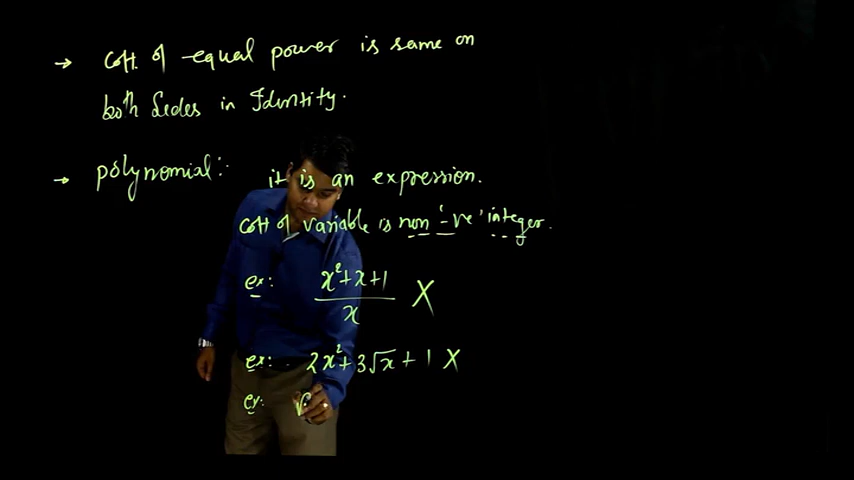 → Coff. of equal power is same on
both Sides in Identity.
→ polynomial:- it is an expression.
Coff of variable is non '-ve' integer.
ex: x²+x+1 / x X
ex: 2x²+3√x+1 X
ex: √